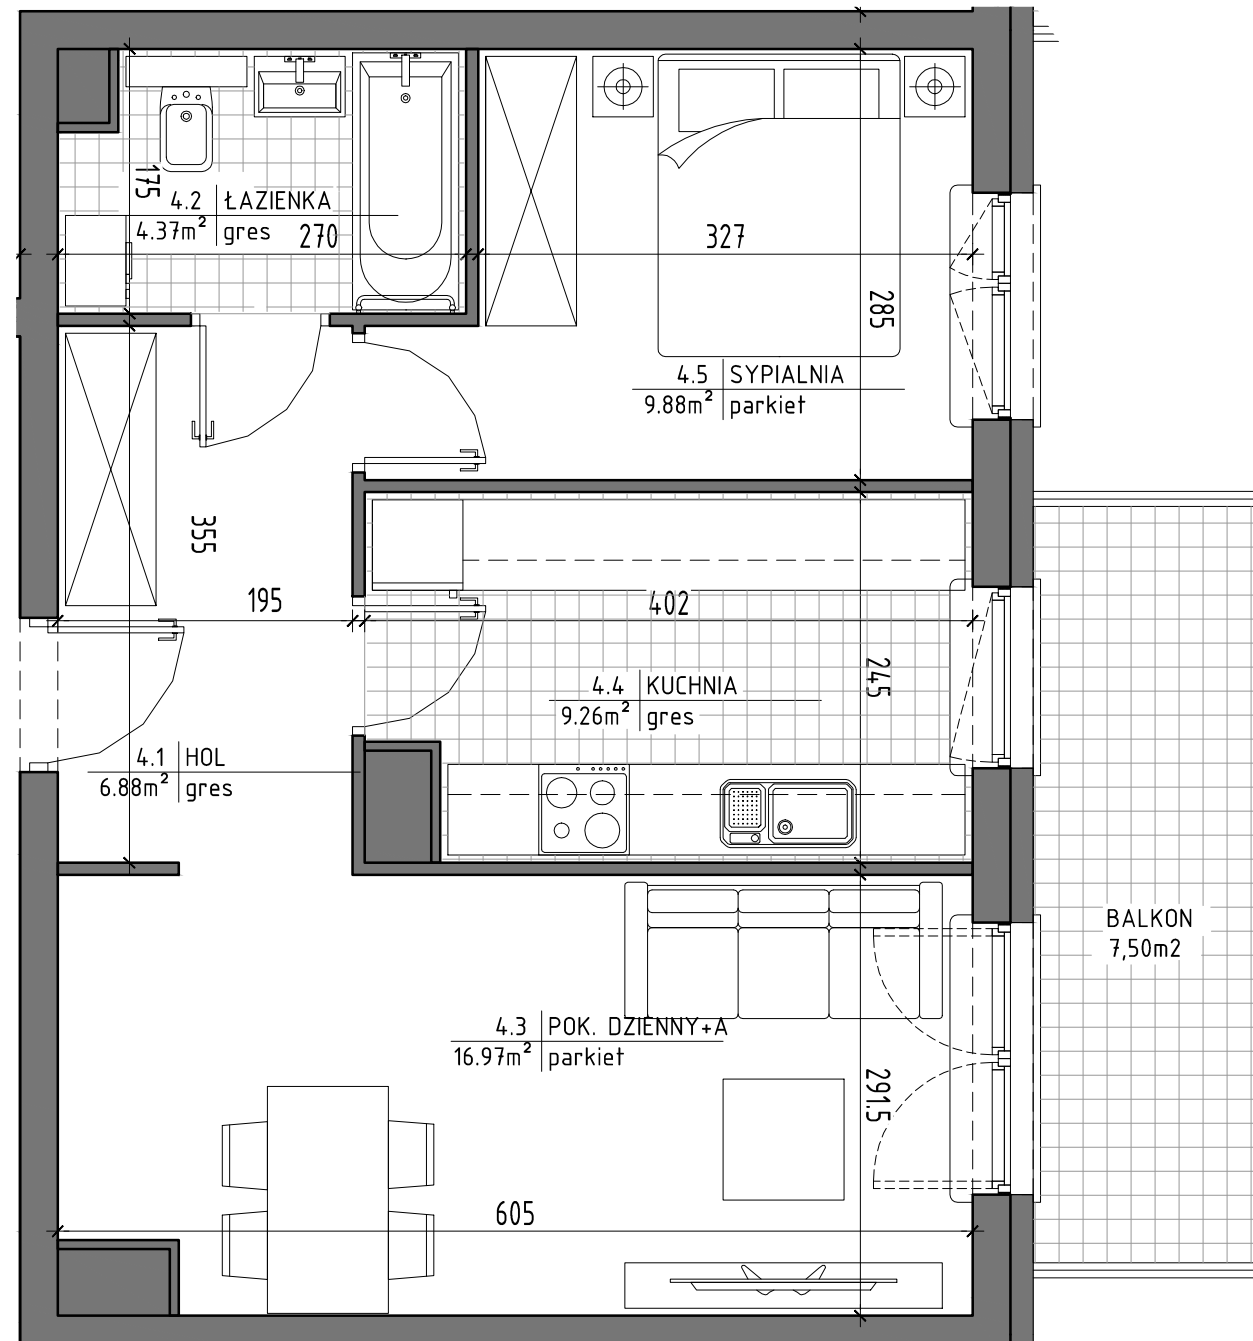 175
4.2 ŁAZIENKA
4.37m² gres
270
327
285
4.5 SYPIALNIA
9.88m² parkiet
355
195
402
245
4.4 KUCHNIA
9.26m² gres
4.1 HOL
6.88m² gres
BALKON
7,50m2
4.3 POK. DZIENNY+A
16.97m² parkiet
291.5
605